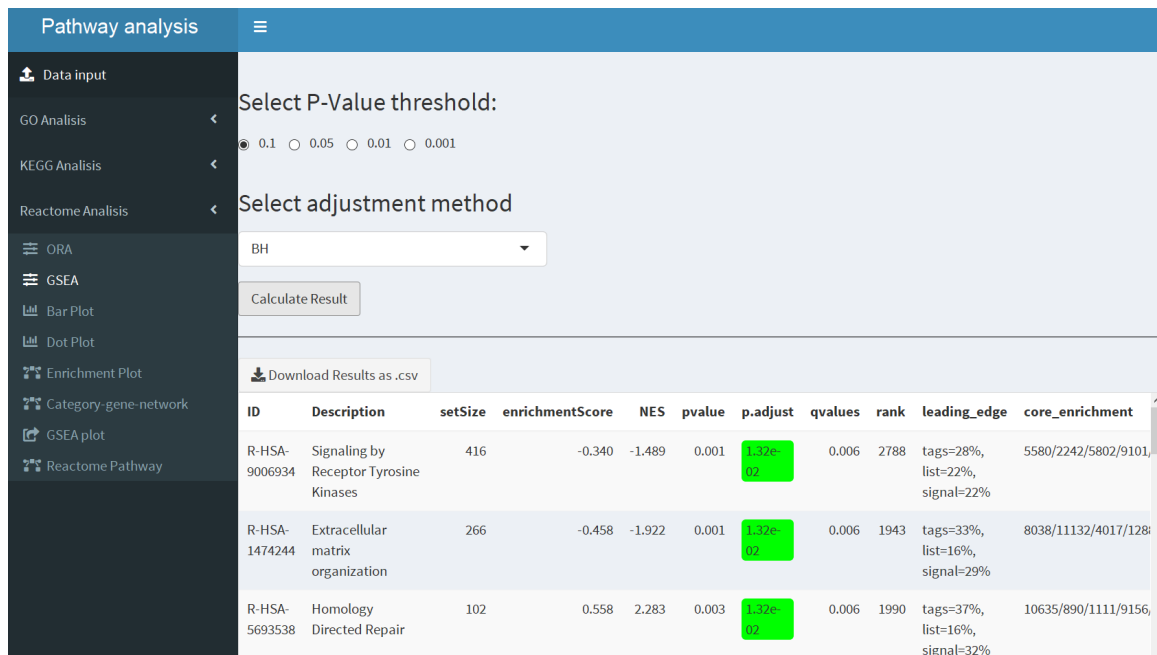 Pathway analysis
Data input
GO Analisis
KEGG Analisis
Reactome Analisis
ORA
GSEA
Bar Plot
Dot Plot
Enrichment Plot
Category-gene-network
GSEA plot
Reactome Pathway
Select P-Value threshold:
0.1 0.05 0.01 0.001
Select adjustment method
BH
Calculate Result
Download Results as .csv
ID Description setSize enrichmentScore NES pvalue p.adjust qvalues rank leading_edge core_enrichment
R-HSA- Signaling by 416 -0.340 -1.489 0.001 1.32e- 0.006 2788 tags=28%, 5580/2242/5802/9101/
9006934 Receptor Tyrosine 02 list=22%,
Kinases signal=22%
R-HSA- Extracellular 266 -0.458 -1.922 0.001 1.32e- 0.006 1943 tags=33%, 8038/11132/4017/128
1474244 matrix 02 list=16%,
organization signal=29%
R-HSA- Homology 102 0.558 2.283 0.003 1.32e- 0.006 1990 tags=37%, 10635/890/1111/9156/
5693538 Directed Repair 02 list=16%,
signal=32%